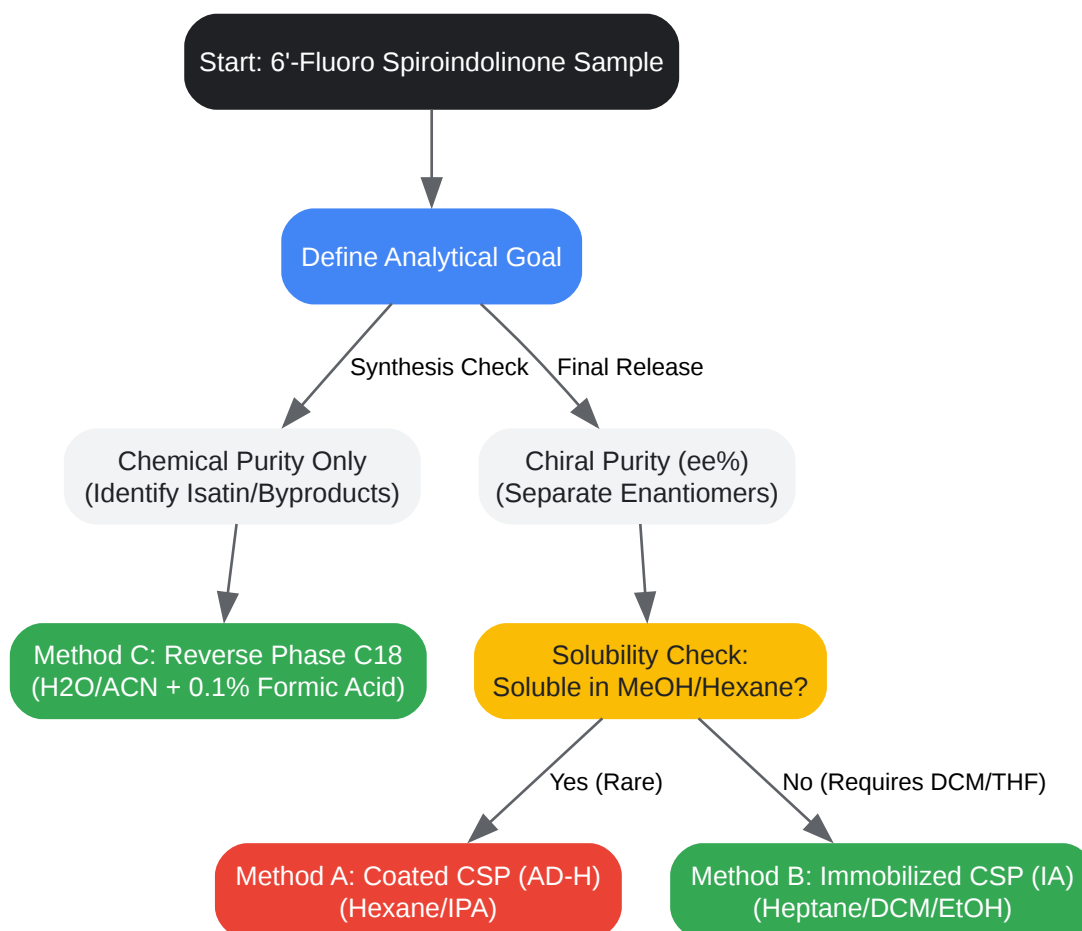 Start: 6'-Fluoro Spiroindolinone Sample
Define Analytical Goal
Synthesis Check
Final Release
Chemical Purity Only
(Identify Isatin/Byproducts)
Chiral Purity (ee%)
(Separate Enantiomers)
Method C: Reverse Phase C18
(H2O/ACN + 0.1% Formic Acid)
Solubility Check:
Soluble in MeOH/Hexane?
Yes (Rare)
No (Requires DCM/THF)
Method A: Coated CSP (AD-H)
(Hexane/IPA)
Method B: Immobilized CSP (IA)
(Heptane/DCM/EtOH)